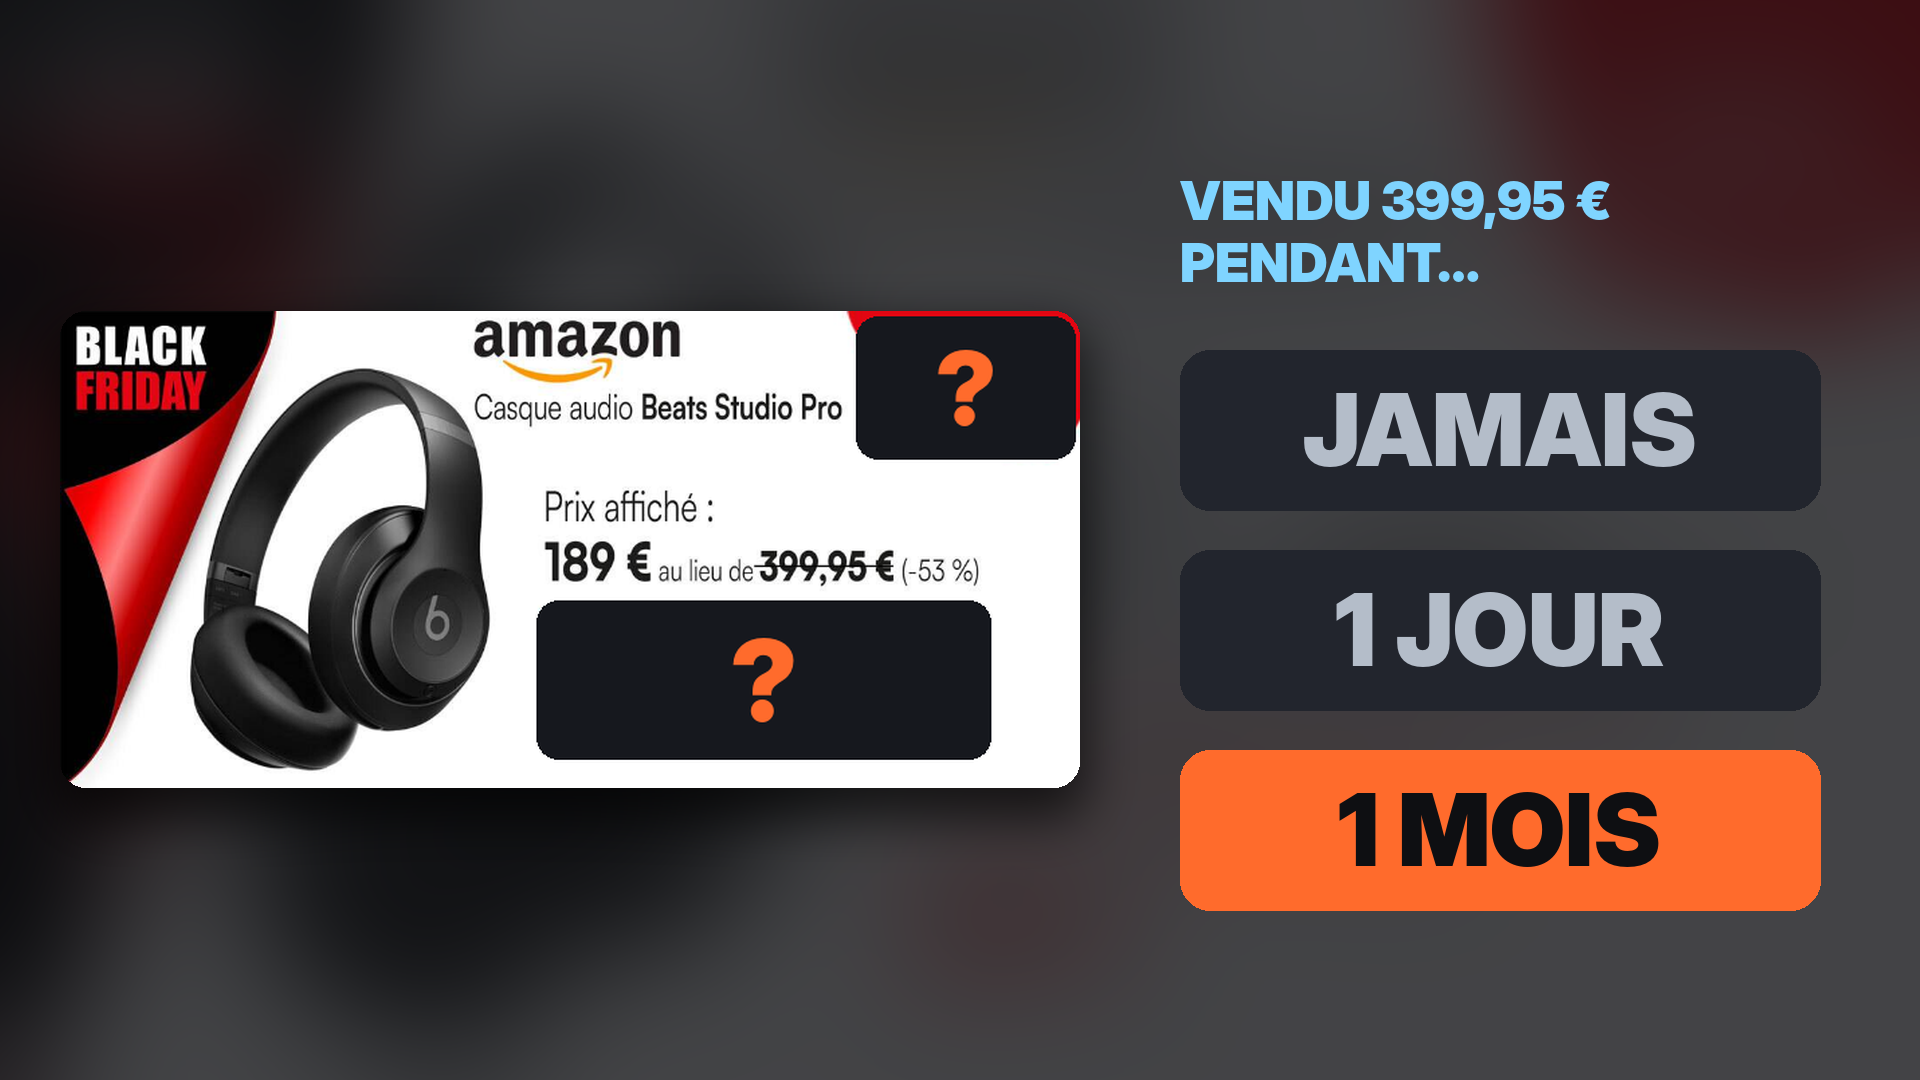 BLACK
FRIDAY
amazon
Casque audio Beats Studio Pro
?
Prix affiché :
189 € au lieu de 399,95 € (-53 %)
?
b
VENDU 399,95 €
PENDANT...
JAMAIS
1 JOUR
1 MOIS